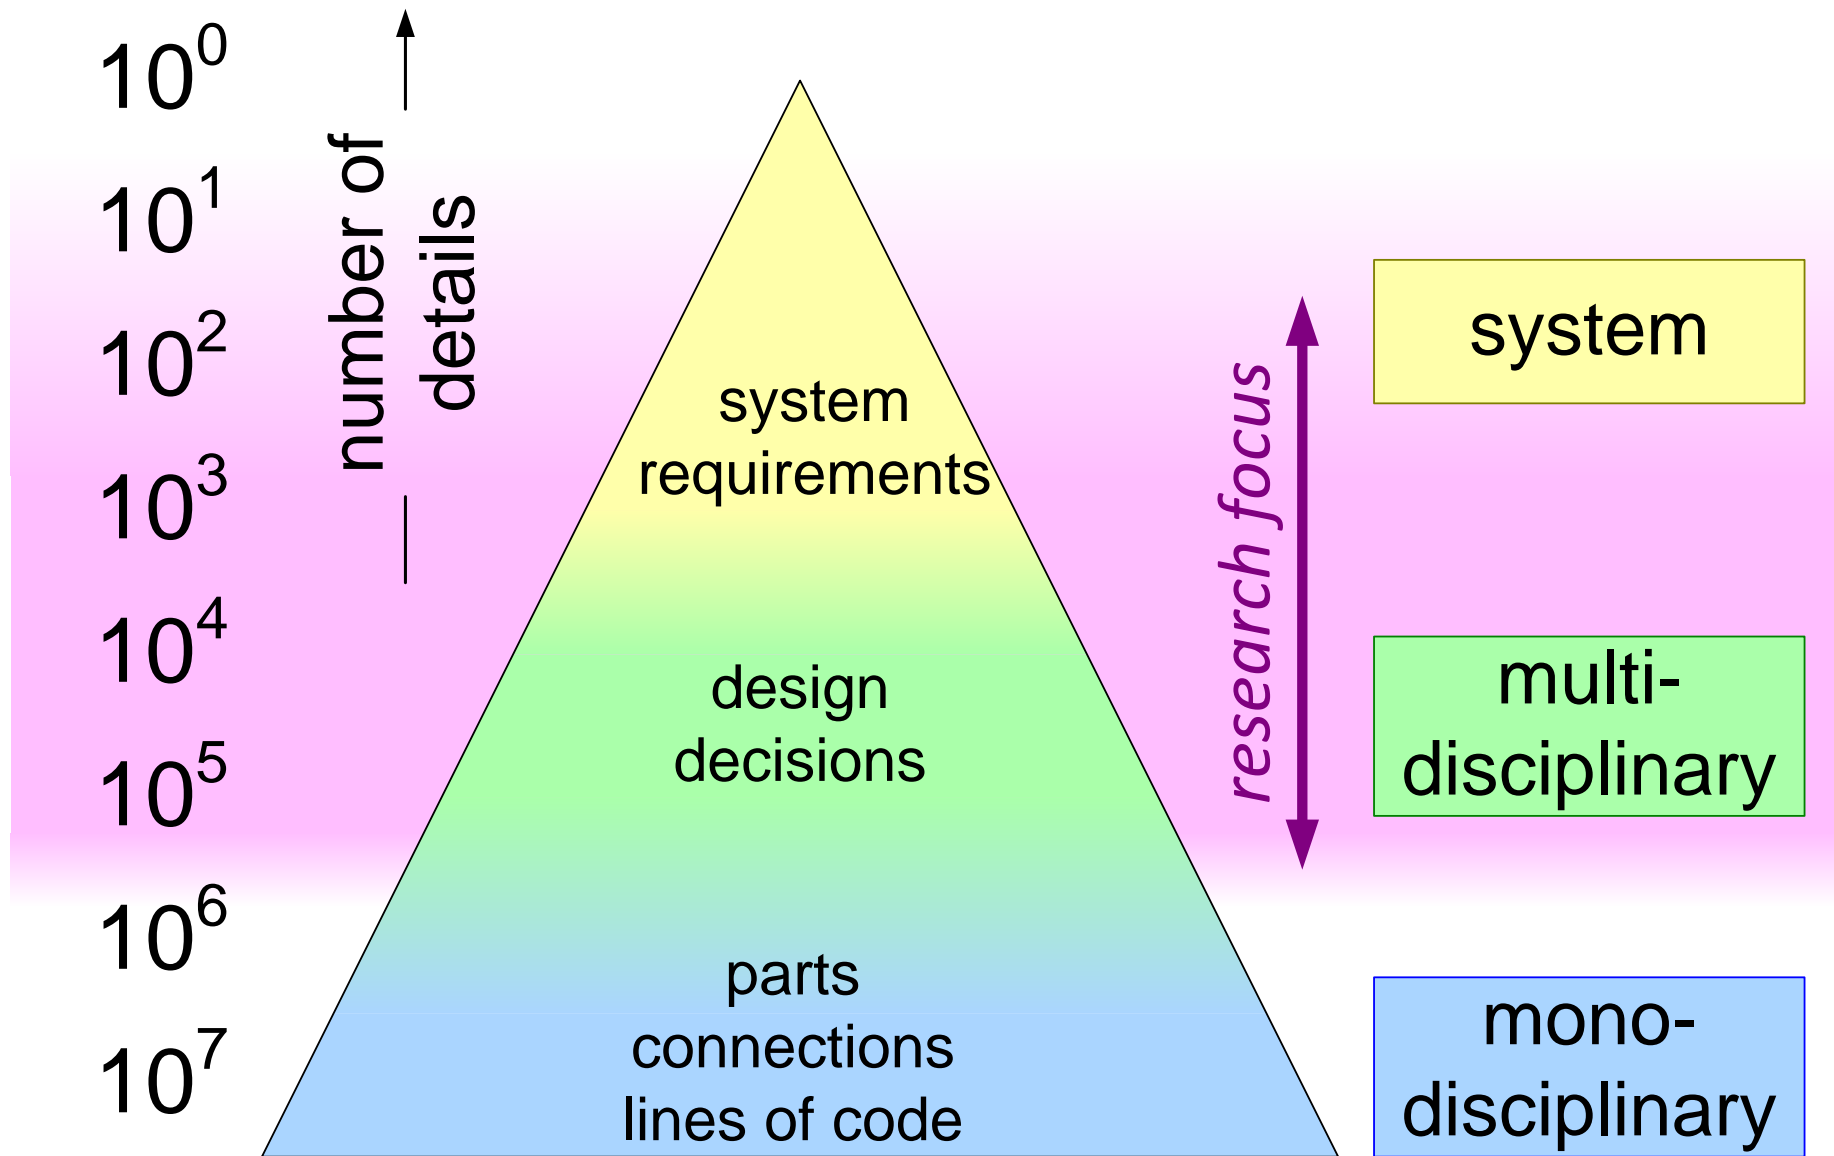 10⁰
10¹
10²
10³
10⁴
10⁵
10⁶
10⁷
number of
details
system
requirements
design
decisions
parts
connections
lines of code
research focus
system
multi-
disciplinary
mono-
disciplinary